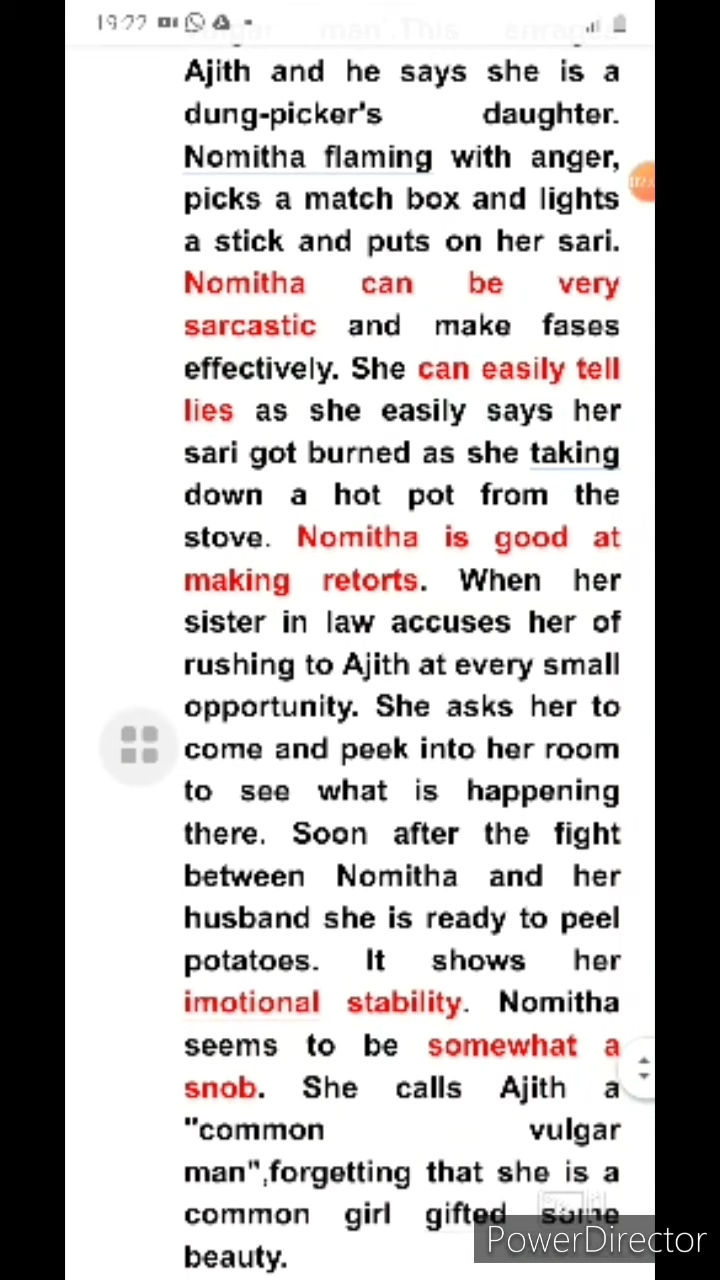 19:22
Angar man'.This enrages
Ajith and he says she is a
dung-picker's daughter.
Nomitha flaming with anger,
picks a match box and lights
a stick and puts on her sari.
Nomitha can be very
sarcastic and make fases
effectively. She can easily tell
lies as she easily says her
sari got burned as she taking
down a hot pot from the
stove. Nomitha is good at
making retorts. When her
sister in law accuses her of
rushing to Ajith at every small
opportunity. She asks her to
come and peek into her room
to see what is happening
there. Soon after the fight
between Nomitha and her
husband she is ready to peel
potatoes. It shows her
imotional stability. Nomitha
seems to be somewhat a
snob. She calls Ajith a
"common vulgar
man",forgetting that she is a
common girl gifted some
beauty.
PowerDirector